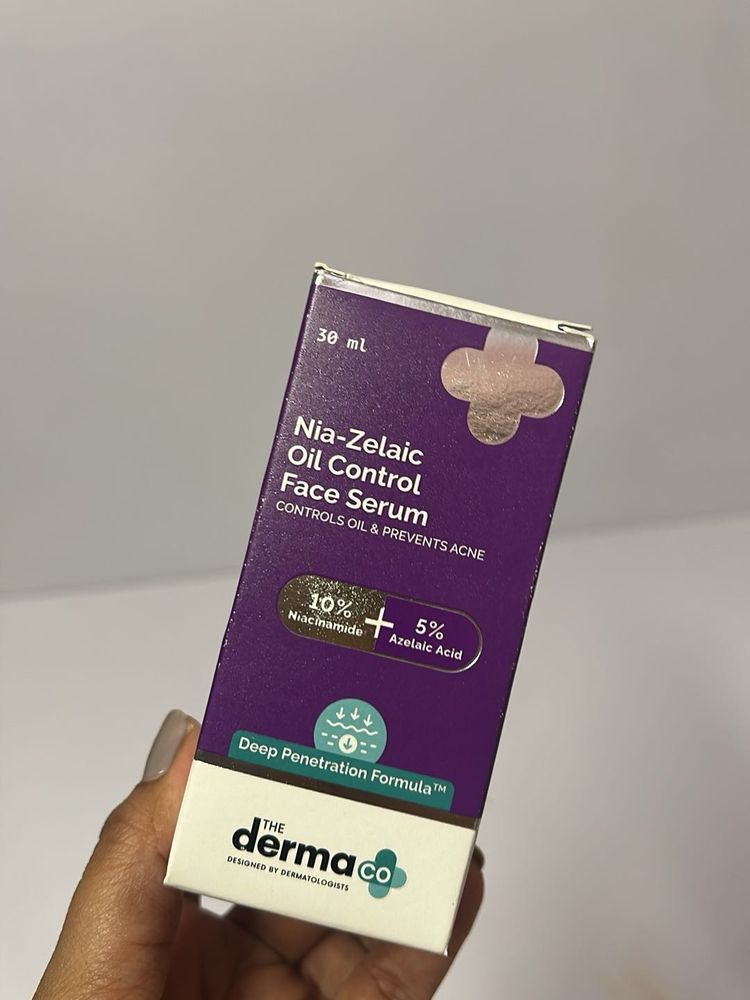 30 ml
Nia-Zelaic
Oil Control
Face Serum
CONTROLS OIL & PREVENTS ACNE
10%
Niacinamide
+
5%
Azelaic Acid
Deep Penetration Formula™
THE
derma co
DESIGNED BY DERMATOLOGISTS